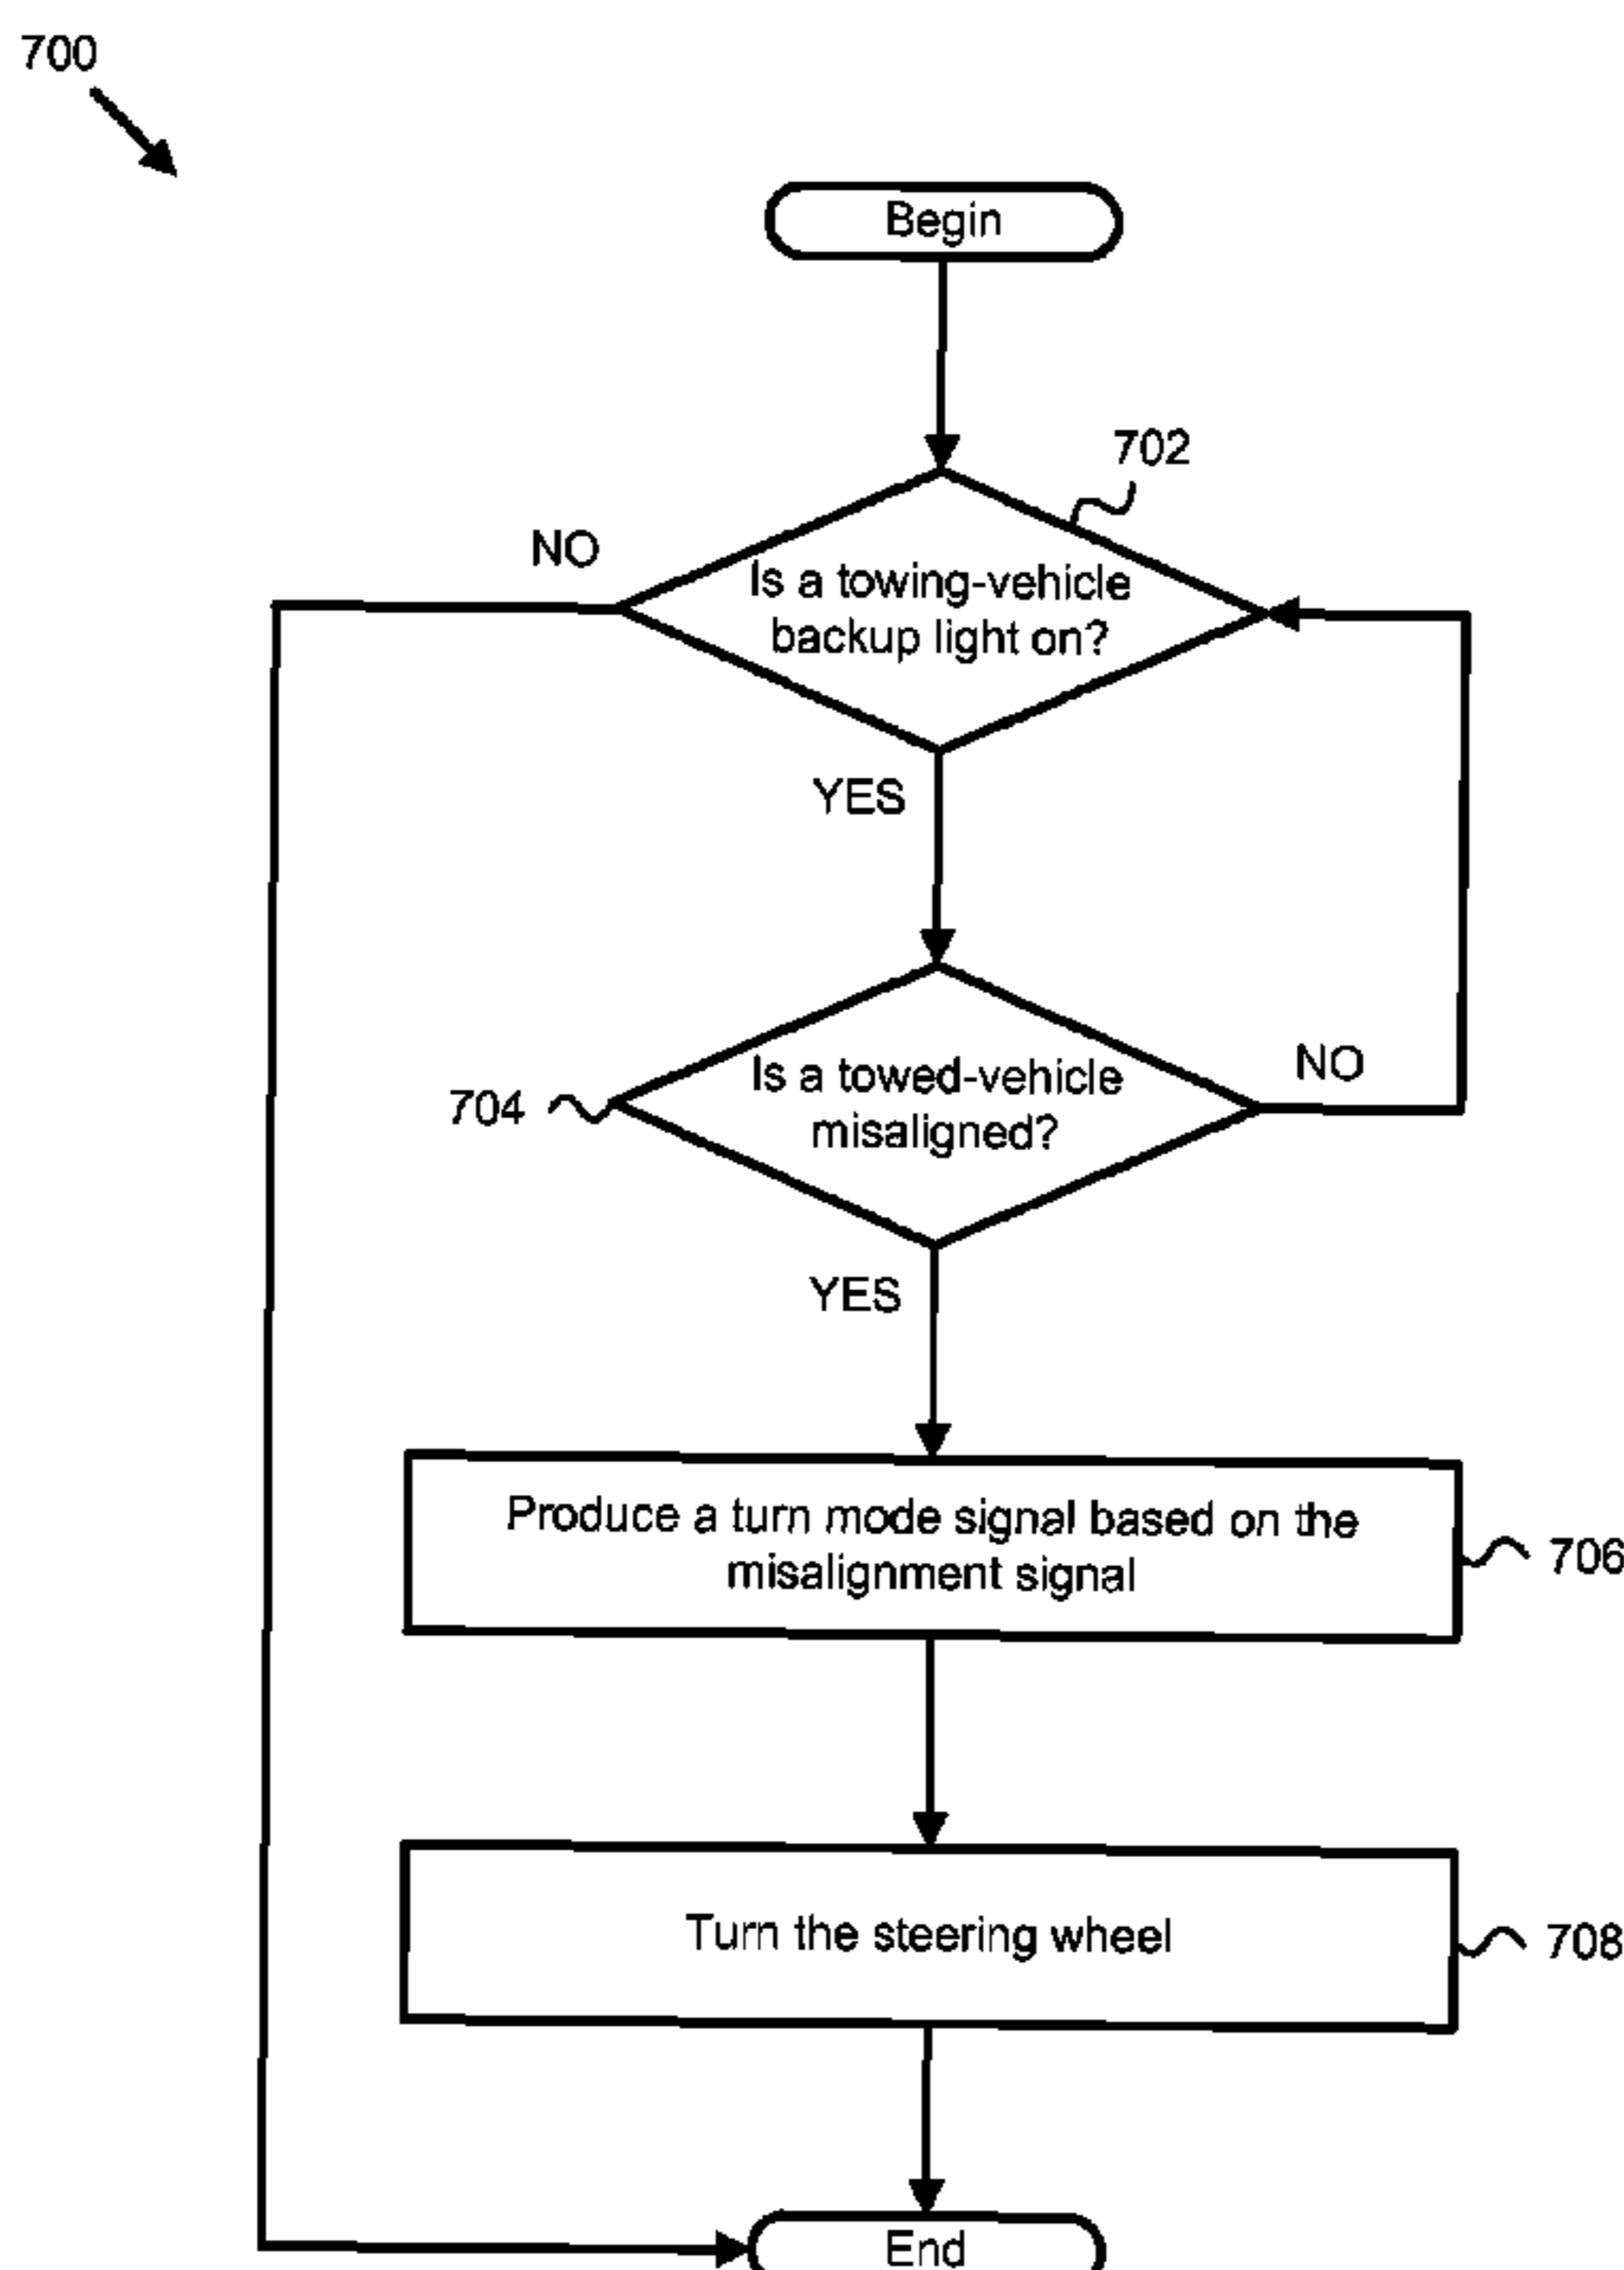 700
Begin
702
NO
Is a towing-vehicle
backup light on?
YES
Is a towed-vehicle
misaligned?
NO
704
YES
Produce a turn mode signal based on the
misalignment signal
706
Turn the steering wheel
708
End